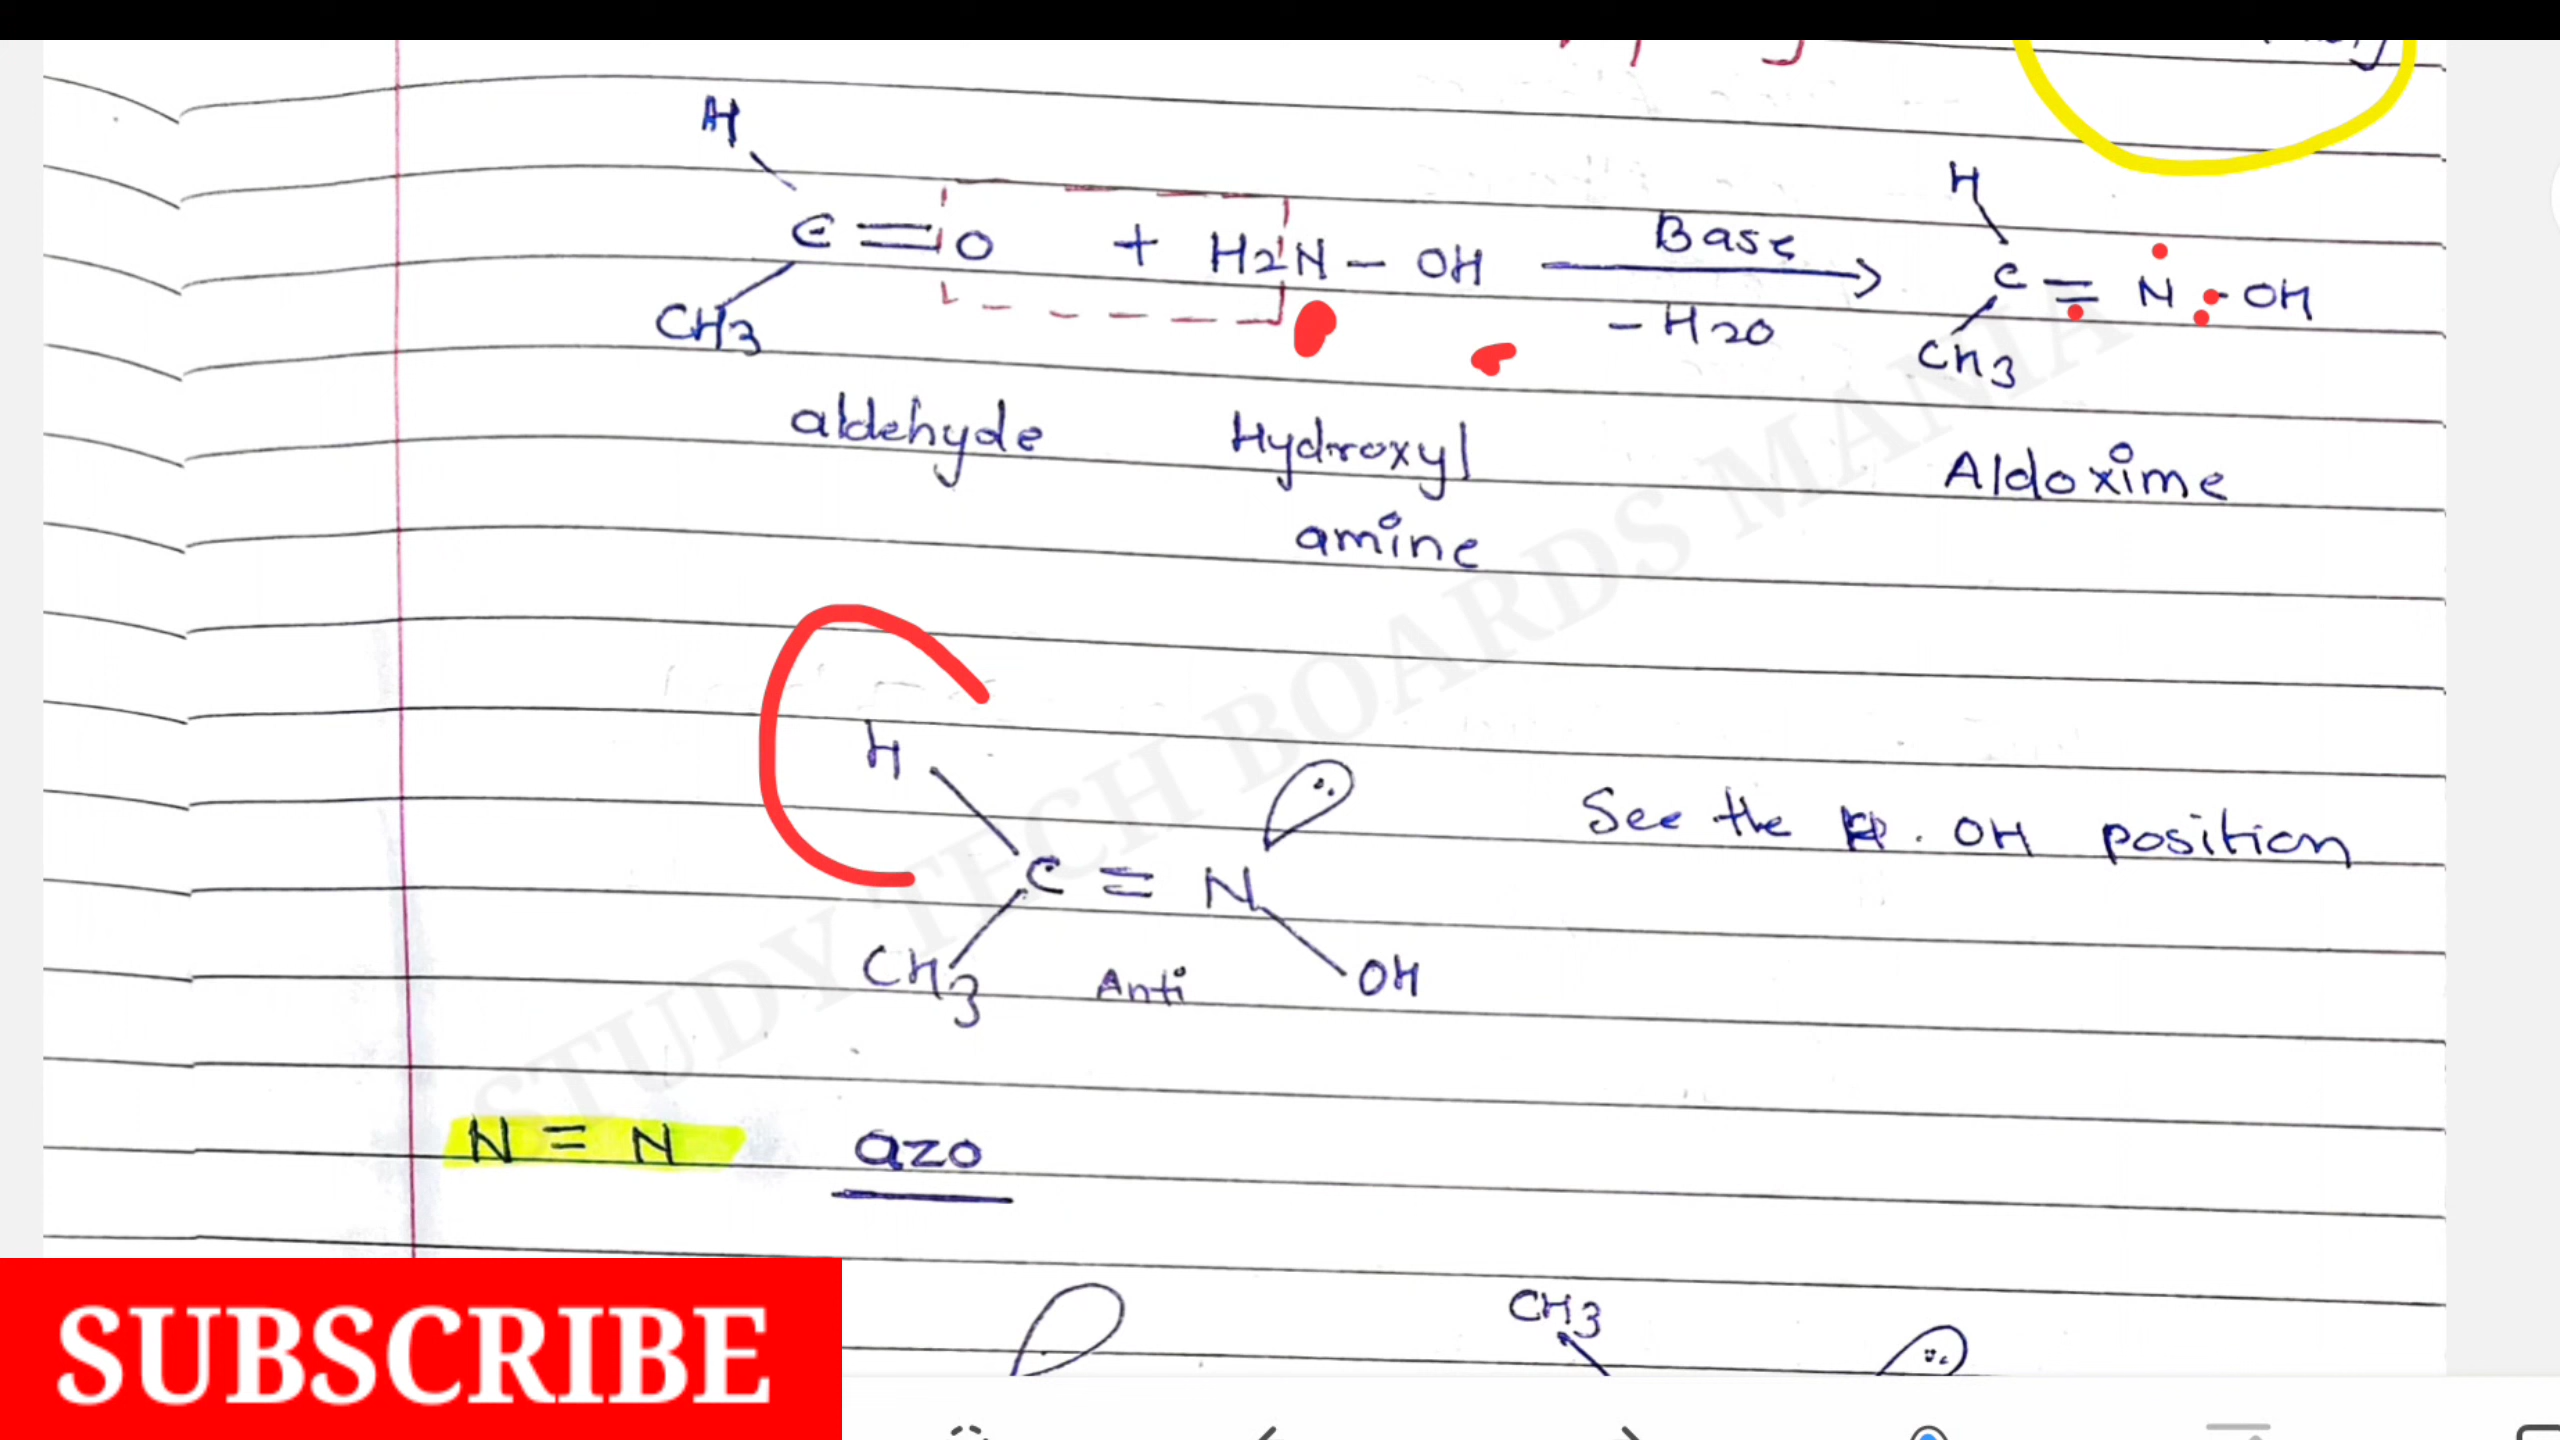 H
C = O + H2N - OH Base C = N - OH
H
CH3 - H2O CH3
aldehyde Hydroxyl Aldoxime
amine
H
See the OH position
C = N
CH3 Anti OH
N = N azo
CH3
STUDY TECH BOARDS MANIA
SUBSCRIBE